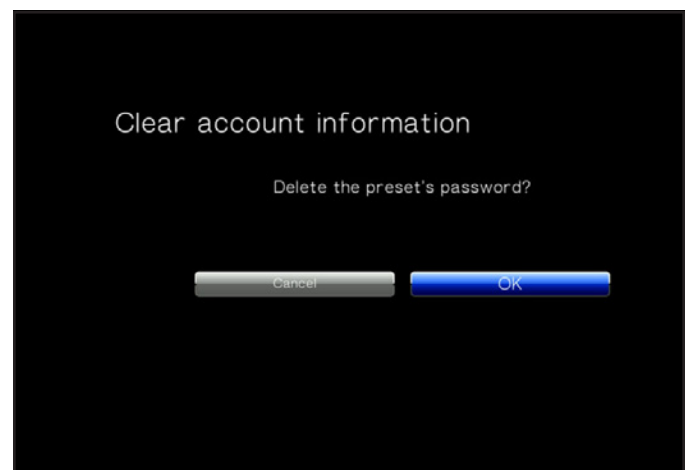 Clear account information
Delete the preset's password?
Cancel
OK